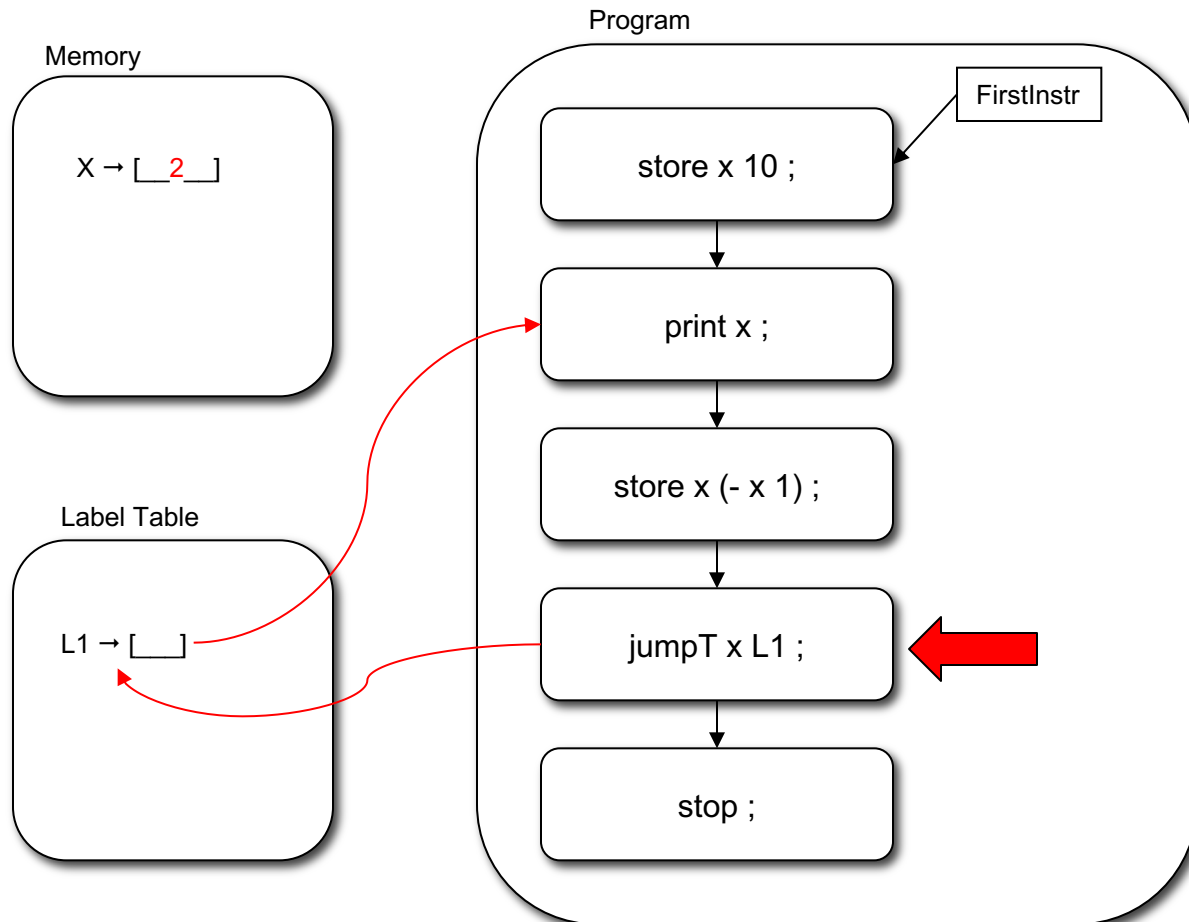 Program
Memory
FirstInstr
store x 10 ;
X → [__2__]
print x ;
store x (- x 1) ;
Label Table
L1 → [___]
jumpT x L1 ;
stop ;